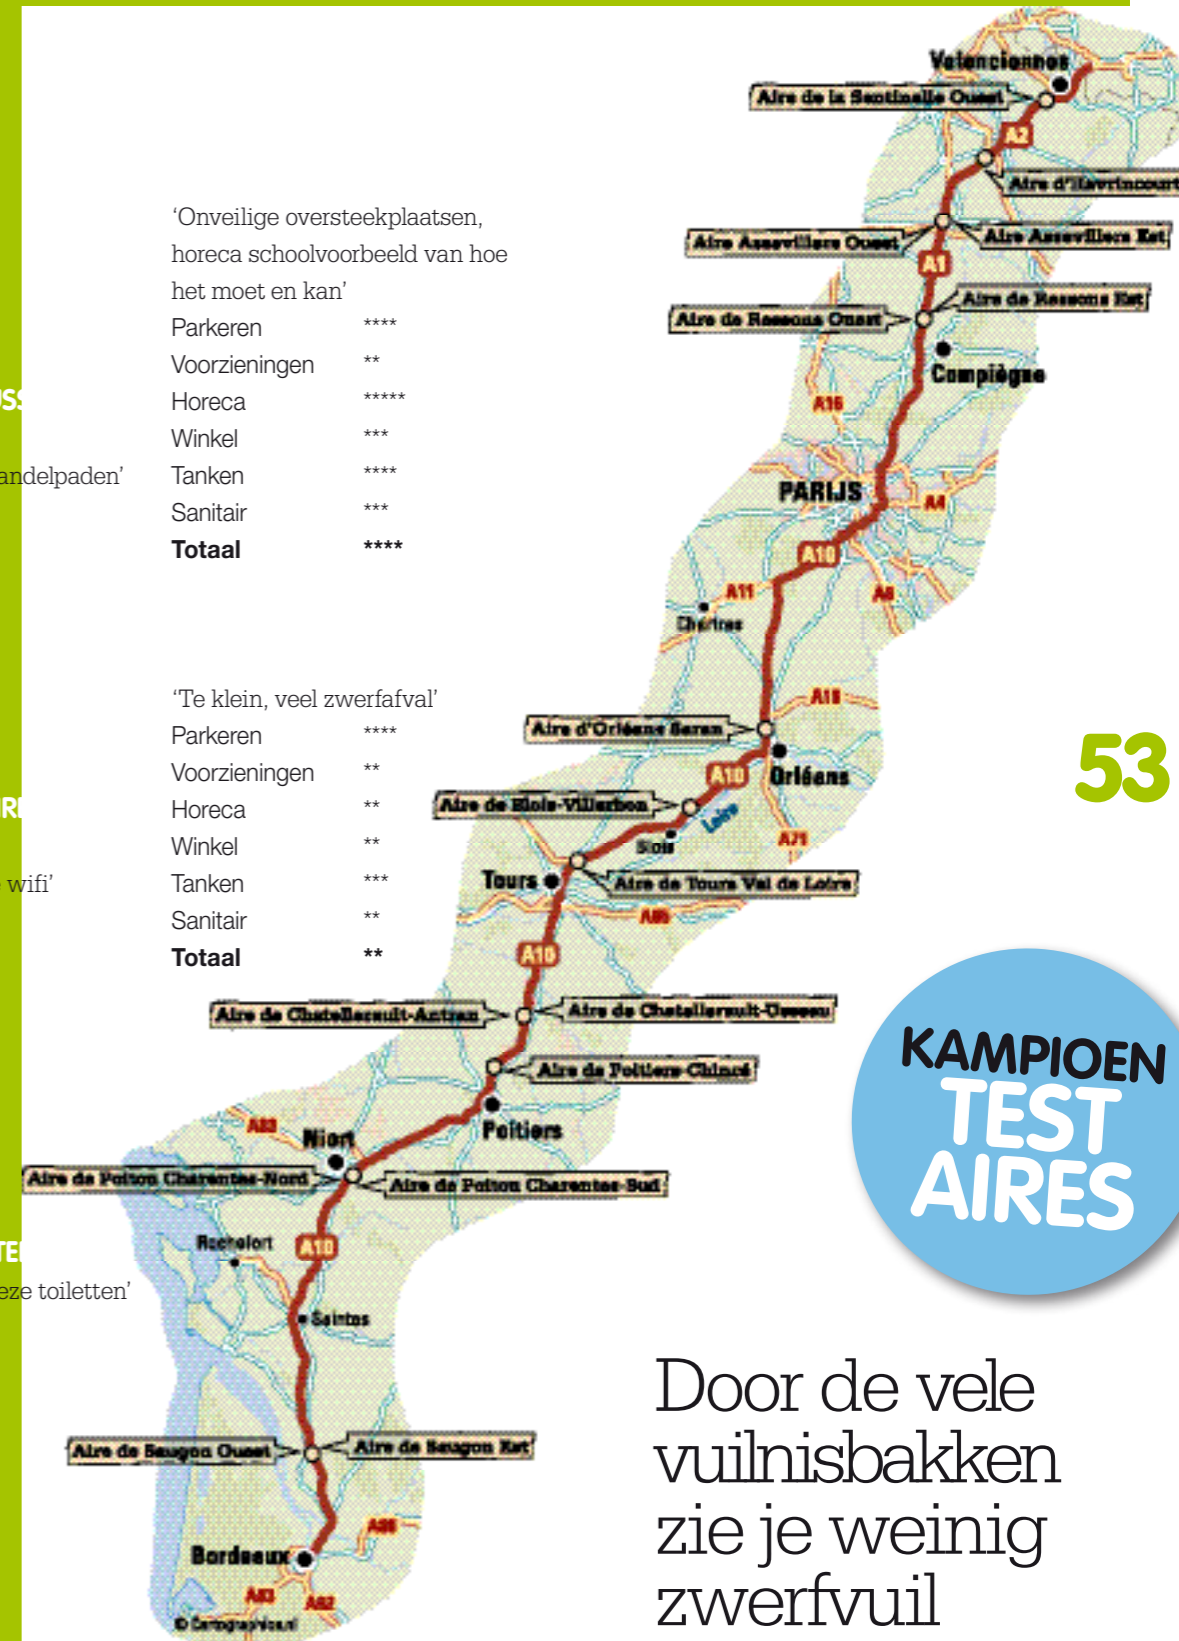 ‘Onveilige oversteekplaatsen,
horeca schoolvoorbeeld van hoe
het moet en kan’
Parkeren ****
Voorzieningen **
Horeca *****
Winkel ***
Tanken ****
Sanitair ***
Totaal ****
andelpaden’
‘Te klein, veel zwerfafval’
Parkeren ****
Voorzieningen **
Horeca **
Winkel **
Tanken ***
Sanitair **
Totaal **
wifi’
eze toiletten’
Valenciennes
Aire de la Sentinelle Ouest
A2
Aire d'Havrincourt
Aire Assevillers Ouest
Aire Assevillers Est
A1
Aire de Ressons Est
Aire de Ressons Ouest
Compiègne
A16
PARIJS
A4
A10
A11
A6
Chartres
A19
Aire d'Orléans Saran
A10
Orléans
Aire de Blois-Villerbon
Loire
Blois
A71
Tours
Aire de Tours Val de Loire
A85
A10
Aire de Chatellerault-Antran
Aire de Chatellerault-Usseau
Aire de Poitiers-Chincé
Poitiers
A83
Niort
Aire de Poitou Charentes-Nord
Aire de Poitou Charentes-Sud
Rochefort
A10
Saintes
Aire de Saugon Ouest
Aire de Saugon Est
A89
Bordeaux
A63
A62
© Cartographics.nl
53
KAMPIOEN
TEST
AIRES
Door de vele
vuilnisbakken
zie je weinig
zwerfvuil